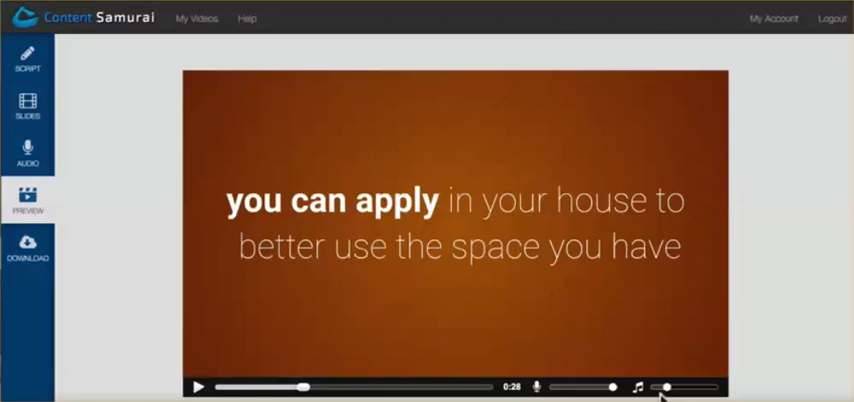 Content Samurai My Videos Help My Account Logout
SCRIPT
SLIDES
AUDIO
PREVIEW
DOWNLOAD
you can apply in your house to
better use the space you have
0:28